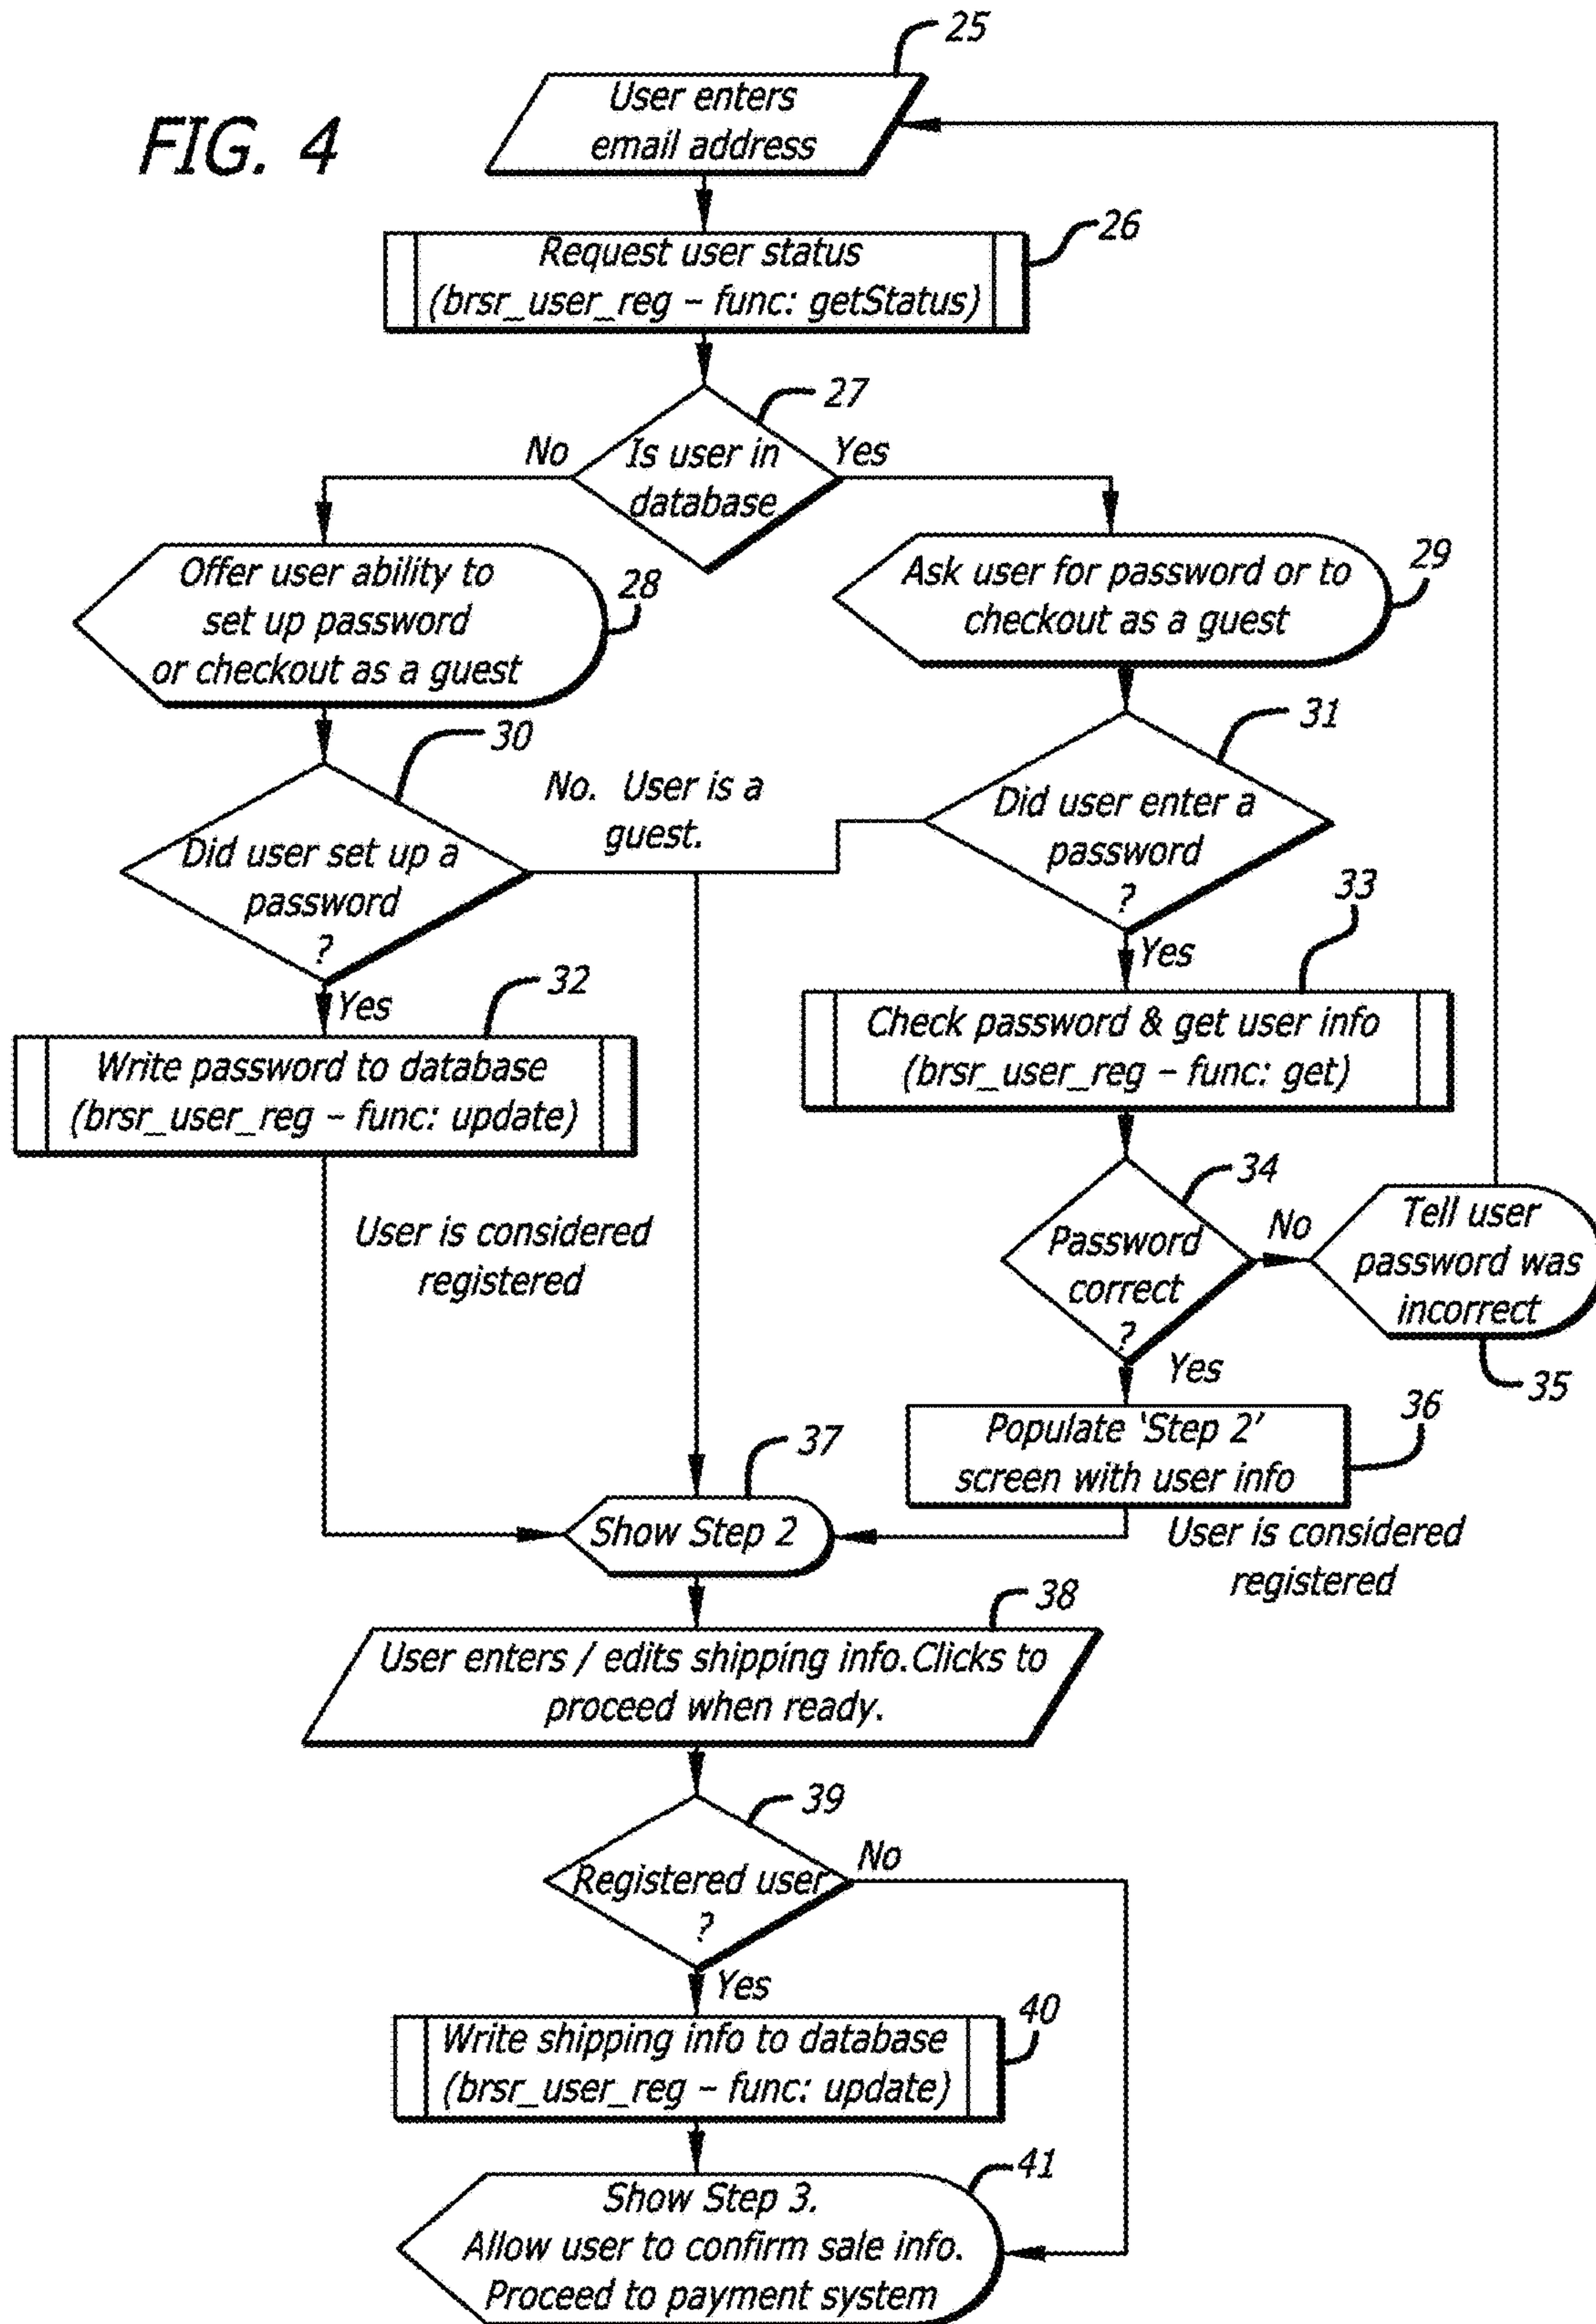 25
User enters
email address
FIG. 4
26
Request user status
(brsr_user_reg – func: getStatus)
27
No
Is user in
database
Yes
Offer user ability to
set up password
or checkout as a guest
28
Ask user for password or to
checkout as a guest
29
30
31
No. User is a
guest.
Did user set up a
password
?
Did user enter a
password
?
33
Yes
Yes
32
Write password to database
(brsr_user_reg – func: update)
Check password & get user info
(brsr_user_reg – func: get)
34
User is considered
registered
Password
correct
?
No
Tell user
password was
incorrect
35
Yes
36
Populate ‘Step 2’
screen with user info
37
Show Step 2
User is considered
registered
38
User enters / edits shipping info.Clicks to
proceed when ready.
39
Registered user
?
No
Yes
40
Write shipping info to database
(brsr_user_reg – func: update)
41
Show Step 3.
Allow user to confirm sale info.
Proceed to payment system